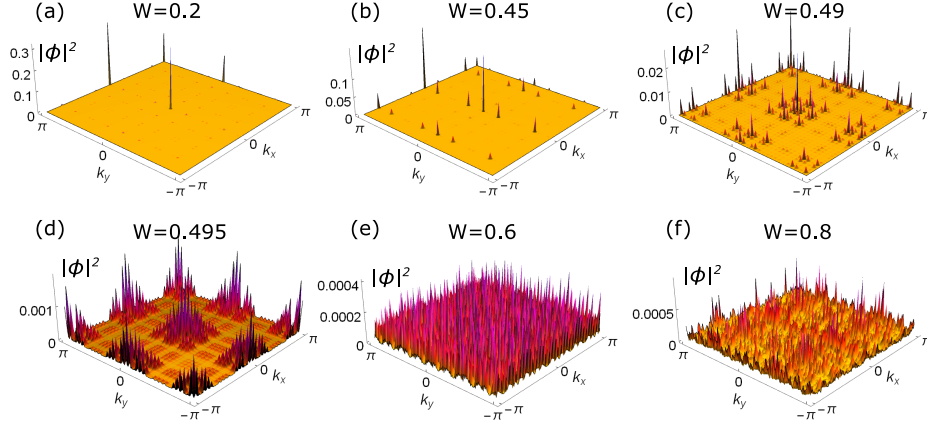 (a) W=0.2
|ϕ|²
0.3
0.2
0.1
0
π
0
-π
k_y
-π
0
π
k_x
(b) W=0.45
|ϕ|²
0.1
0.05
0
π
0
-π
k_y
-π
0
π
k_x
(c) W=0.49
|ϕ|²
0.02
0.01
0
π
0
-π
k_y
-π
0
π
k_x
(d) W=0.495
|ϕ|²
0.001
0
π
0
-π
k_y
-π
0
π
k_x
(e) W=0.6
|ϕ|²
0.0004
0.0002
π
0
-π
k_y
-π
0
π
k_x
(f) W=0.8
|ϕ|²
0.0005
0
π
0
-π
k_y
-π
0
π
k_x